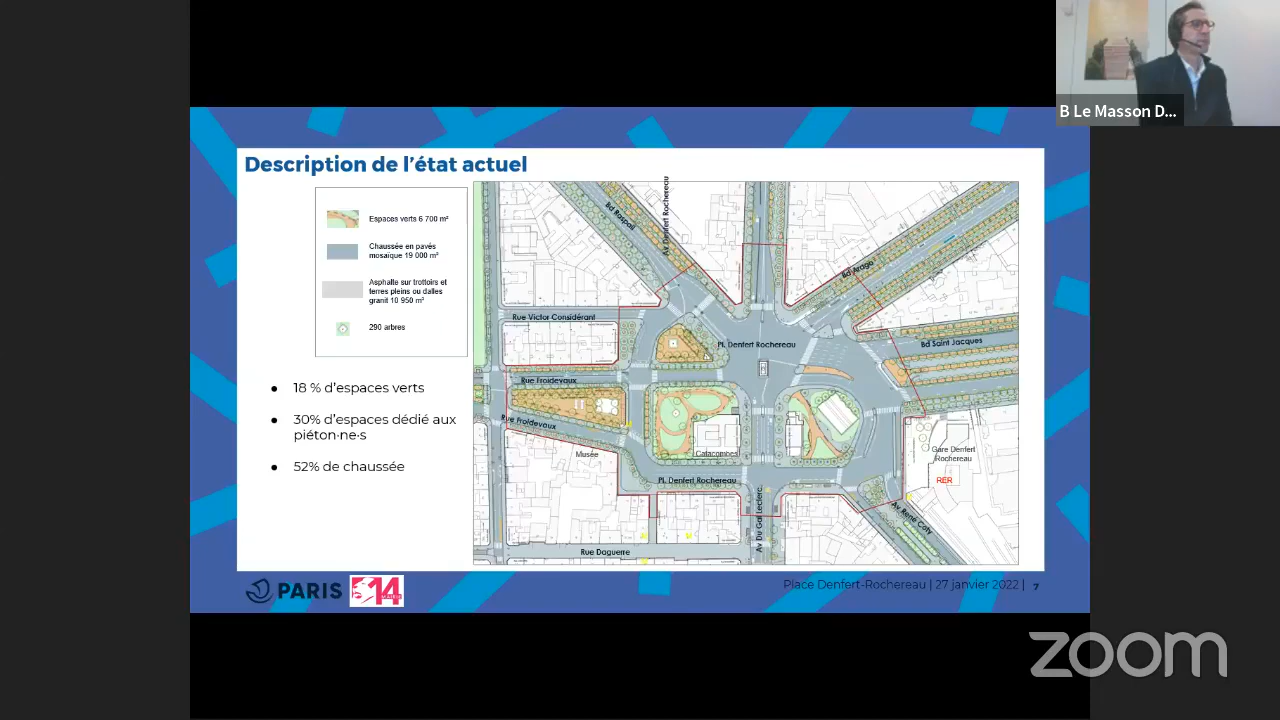 B Le Masson D...
Description de l'état actuel
Espaces verts 6 700 m²
Chaussée en pavés
mosaïque 19 000 m²
Asphalte sur trottoirs et
terres pleins ou dalles
granit 10 950 m²
290 arbres
18 % d'espaces verts
30% d'espaces dédié aux
piéton·ne·s
52% de chaussée
Bd Raspail
Av Denfert Rochereau
Bd Arago
Rue Victor Considérant
Pl. Denfert Rochereau
Bd Saint Jacques
Rue Froidevaux
Rue Froidevaux
Musée
Catacombes
Gare Denfert
Rochereau
RER
Pl. Denfert Rochereau
Av Du Gal Leclerc
Av René Coty
Rue Daguerre
PARIS
MAIRIE 14
Place Denfert-Rochereau | 27 janvier 2022 | 7
zoom